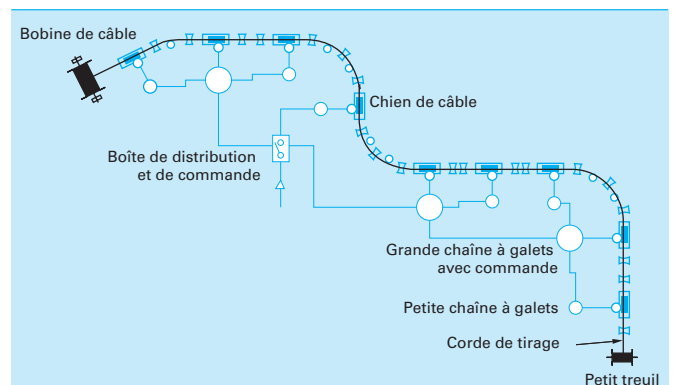 Bobine de câble
Chien de câble
Boîte de distribution
et de commande
Grande chaîne à galets
avec commande
Petite chaîne à galets
Corde de tirage
Petit treuil